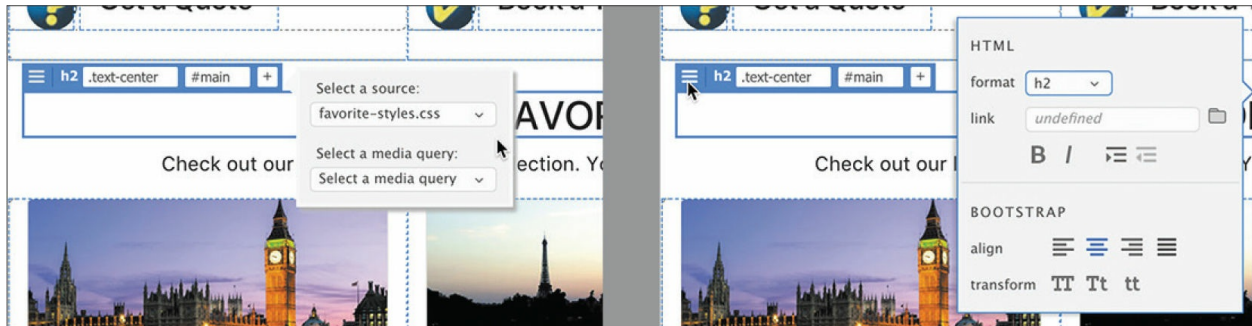 Get a Quote
h2 .text-center #main +
Select a source:
favorite-styles.css
Select a media query:
Select a media query
Check out our
ection. Yo
h2 .text-center #main +
Check out our
HTML
format h2
link undefined
B I
BOOTSTRAP
align
transform TT Tt tt